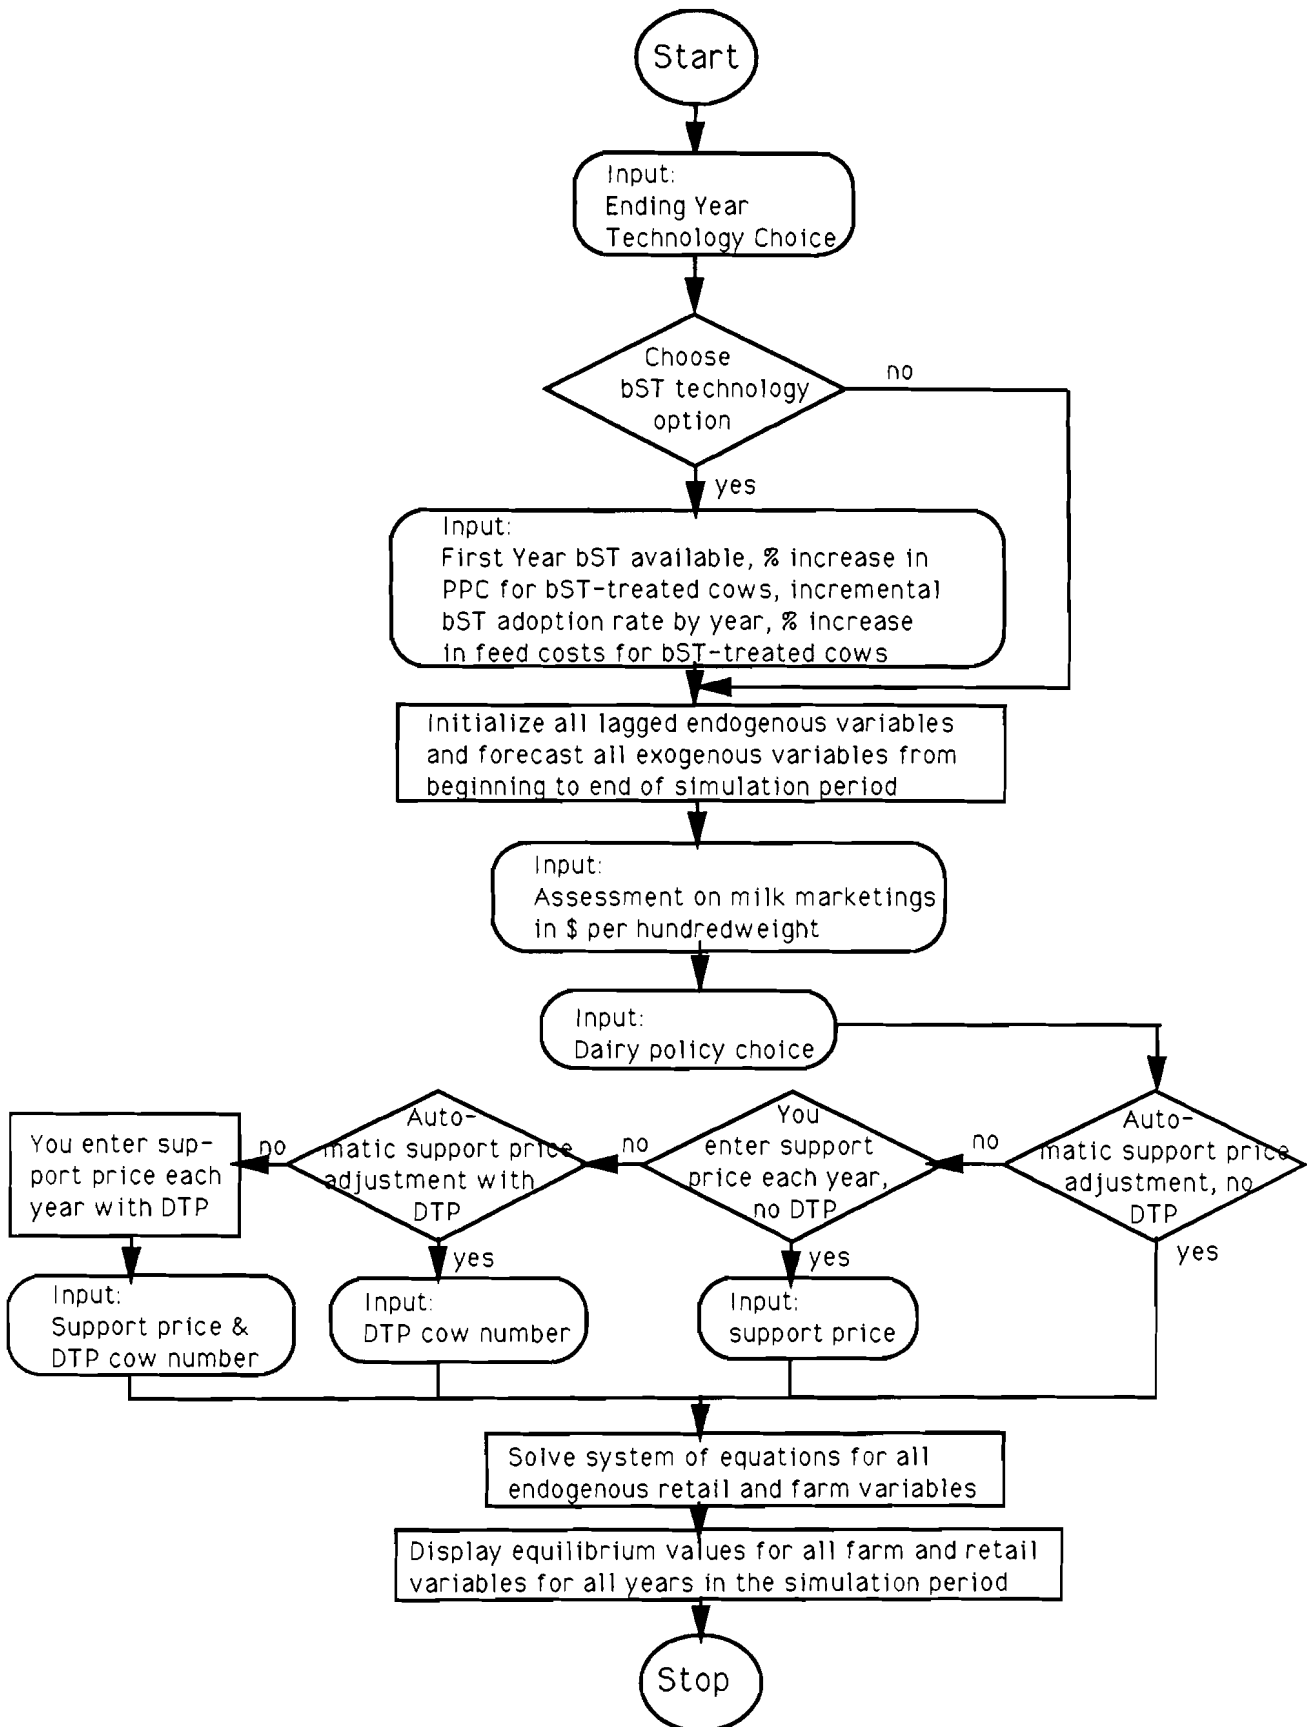 Start
Input:
Ending Year
Technology Choice
Choose
bST technology
option
no
yes
Input:
First Year bST available, % increase in
PPC for bST-treated cows, incremental
bST adoption rate by year, % increase
in feed costs for bST-treated cows
Initialize all lagged endogenous variables
and forecast all exogenous variables from
beginning to end of simulation period
Input:
Assessment on milk marketings
in $ per hundredweight
Input:
Dairy policy choice
You enter sup-
port price each
year with DTP
no
Auto-
matic support price
adjustment with
DTP
no
You
enter support
price each year,
no DTP
no
Auto-
matic support price
adjustment, no
DTP
yes
yes
yes
Input:
Support price &
DTP cow number
Input:
DTP cow number
Input:
support price
Solve system of equations for all
endogenous retail and farm variables
Display equilibrium values for all farm and retail
variables for all years in the simulation period
Stop